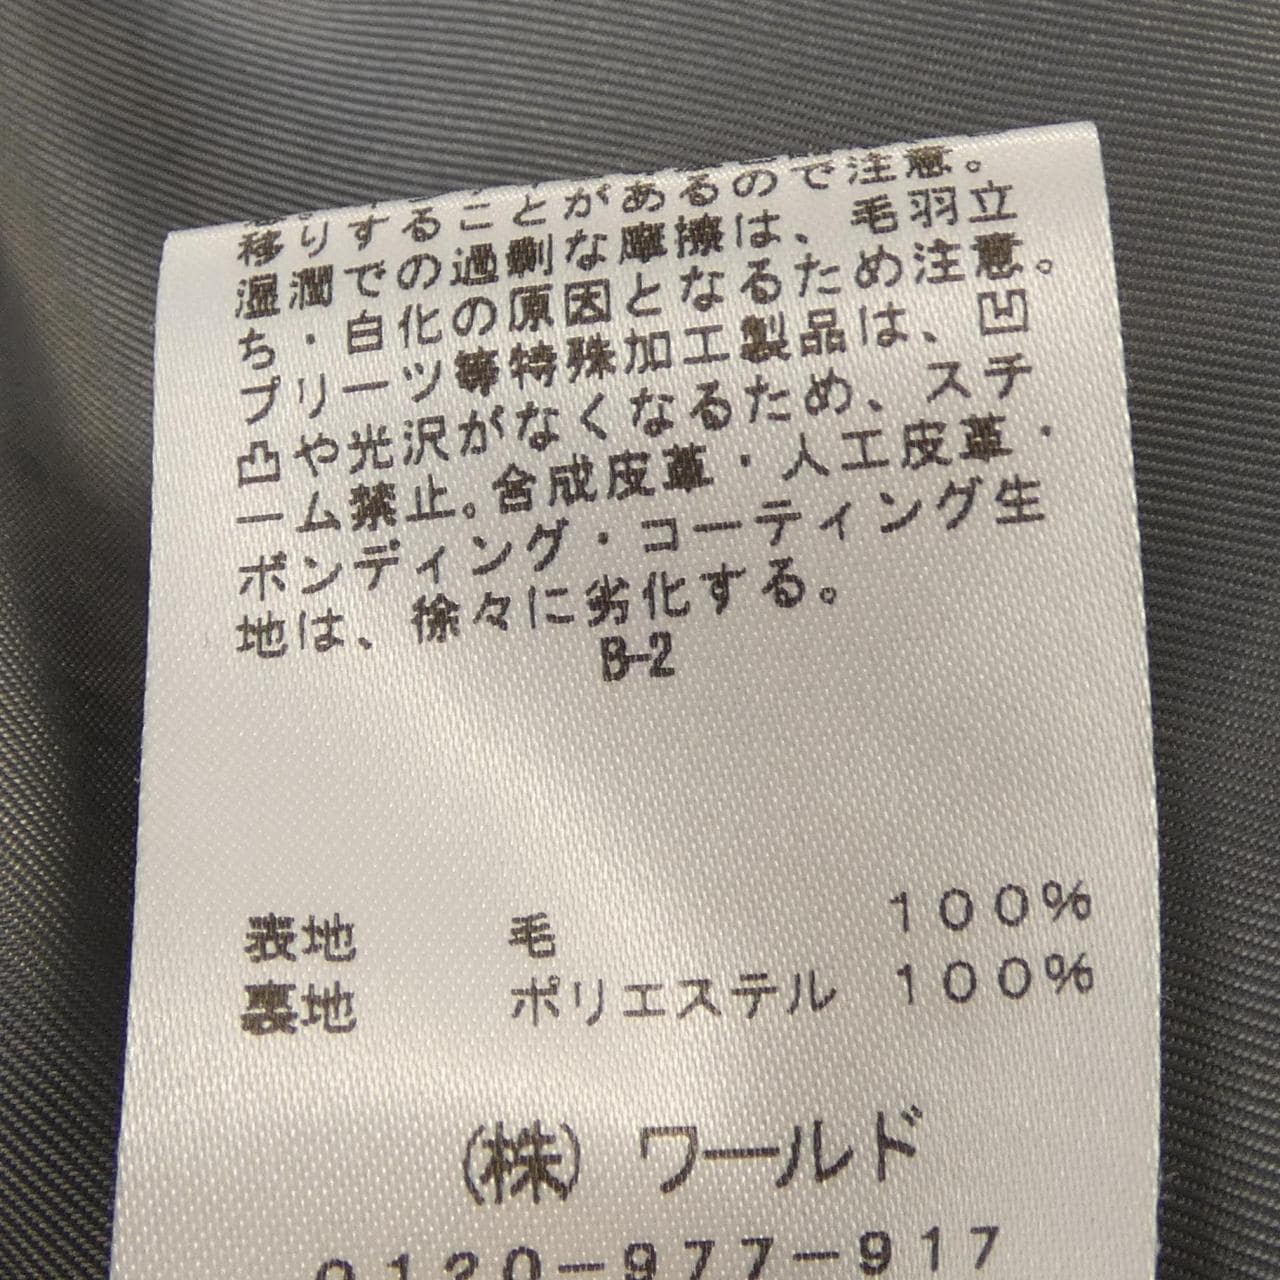 移りすることがあるので注意。
湿潤での過剰な摩擦は、毛羽立
ち・白化の原因となるため注意。
プリーツ等特殊加工製品は、凹
凸や光沢がなくなるため、スチ
ーム禁止。合成皮革・人工皮革・
ボンディング・コーティング生
地は、徐々に劣化する。
B-2
表地 毛 100%
裏地 ポリエステル 100%
(株) ワールド
0120-977-917